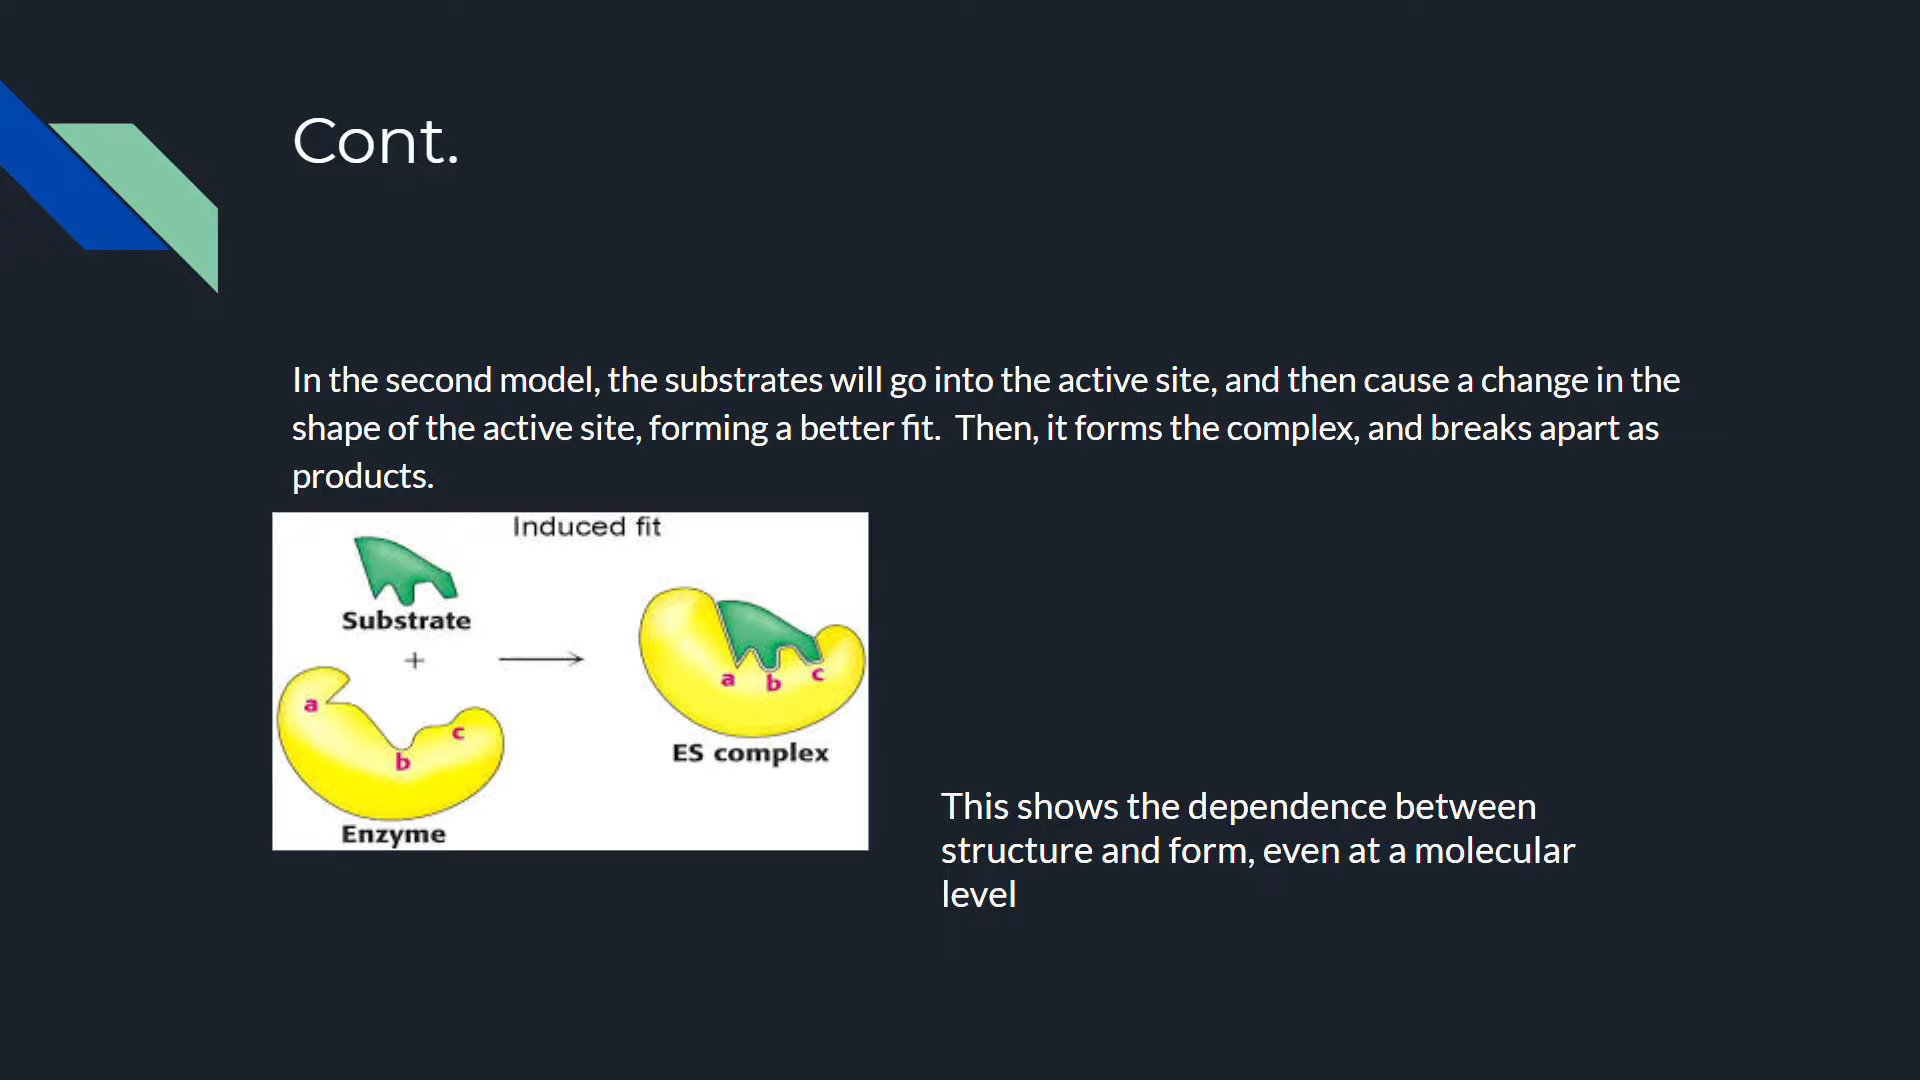 Cont.
In the second model, the substrates will go into the active site, and then cause a change in the
shape of the active site, forming a better fit.  Then, it forms the complex, and breaks apart as
products.
Induced fit
Substrate
+
a
b
c
Enzyme
a
b
c
ES complex
This shows the dependence between
structure and form, even at a molecular
level